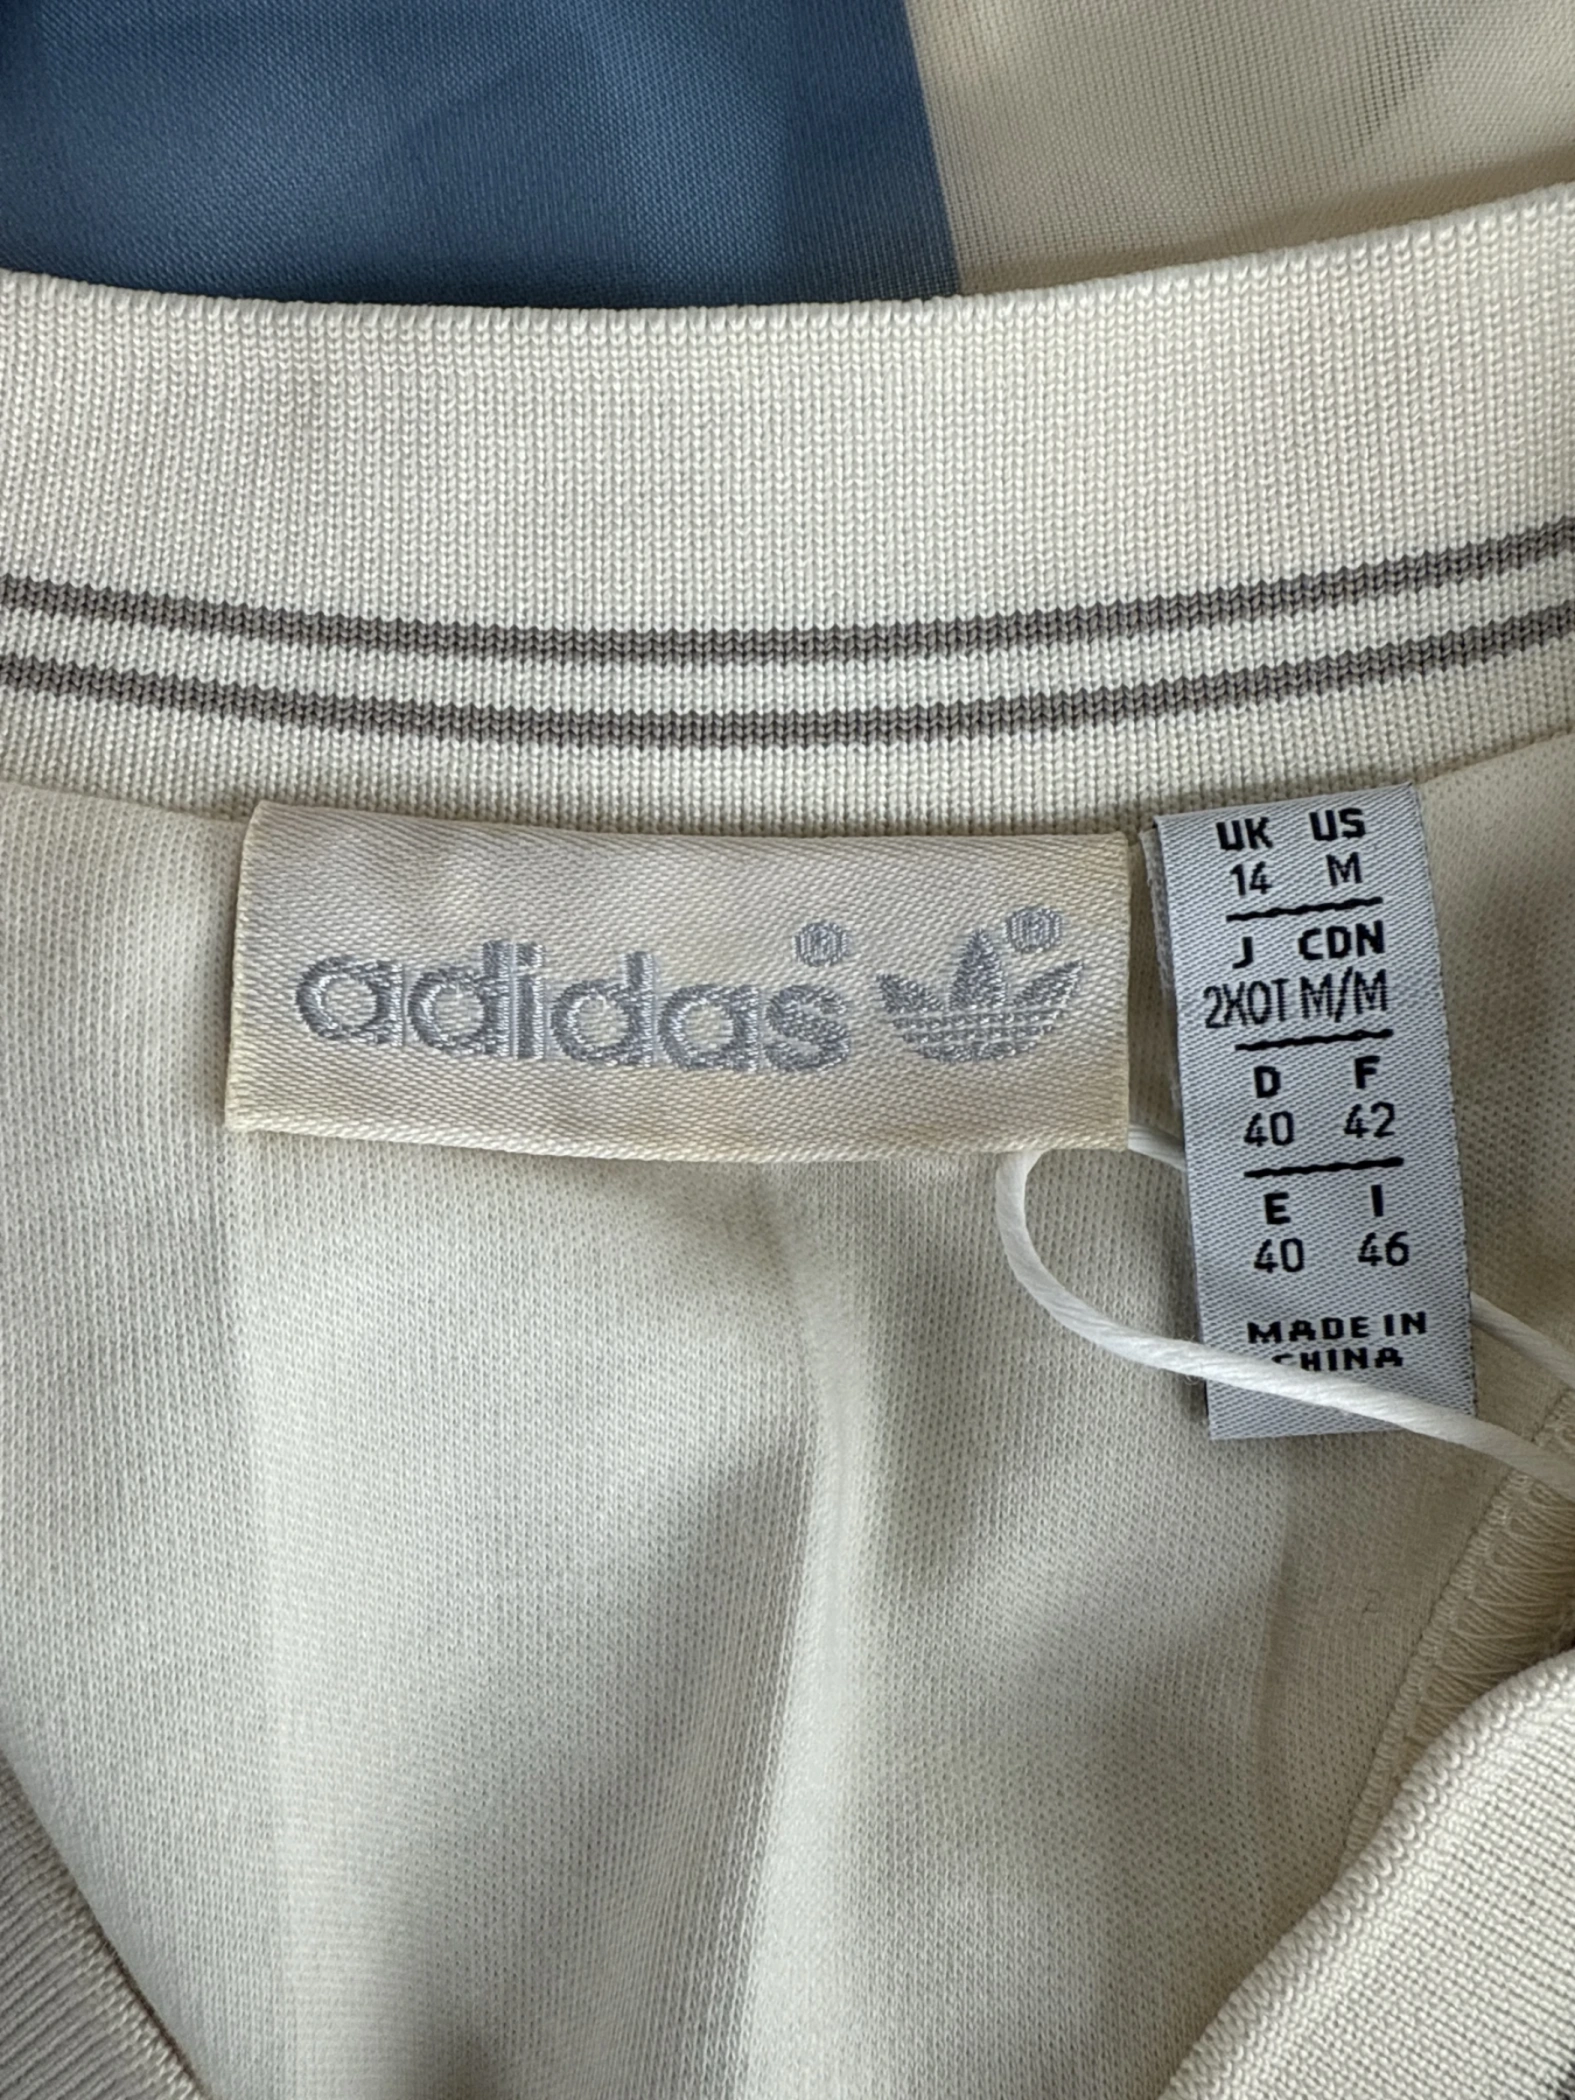 adidas®
®
UK US
14 M
J CDN
2XOT M/M
D F
40 42
E I
40 46
MADE IN
CHINA